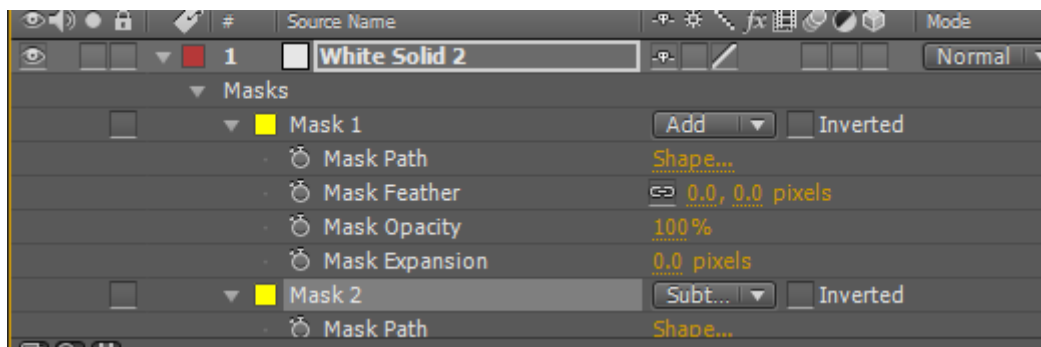 # Source Name fx Mode
1 White Solid 2 Normal
Masks
Mask 1 Add Inverted
Mask Path Shape...
Mask Feather 0.0, 0.0 pixels
Mask Opacity 100%
Mask Expansion 0.0 pixels
Mask 2 Subt... Inverted
Mask Path Shape...